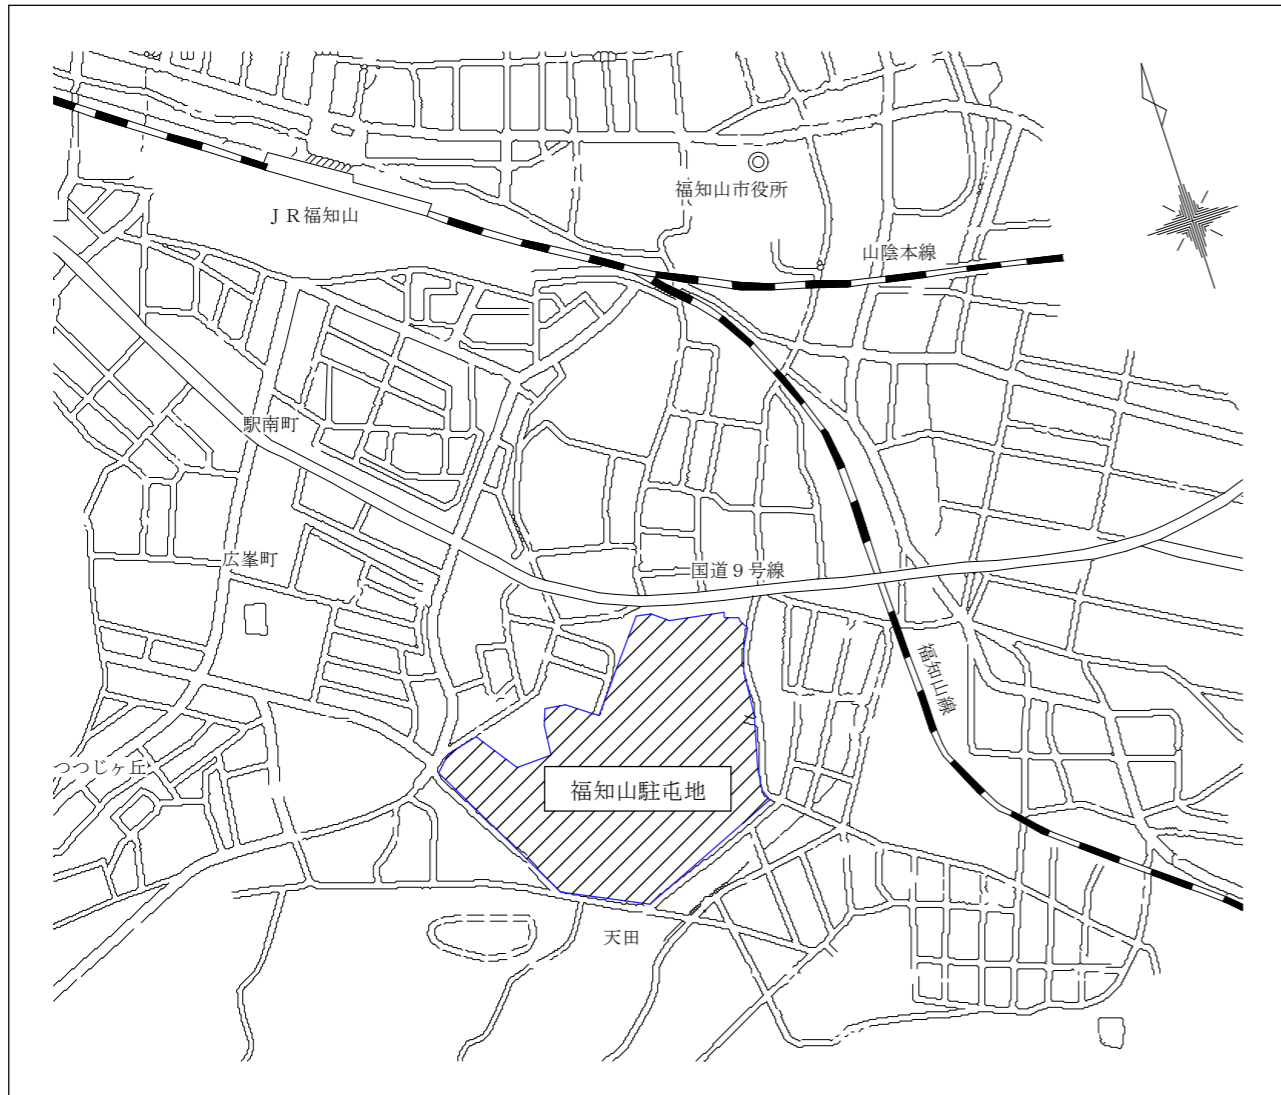 福知山市役所
ＪＲ福知山
山陰本線
駅南町
広峯町
国道９号線
福知山線
つつじヶ丘
福知山駐屯地
天田